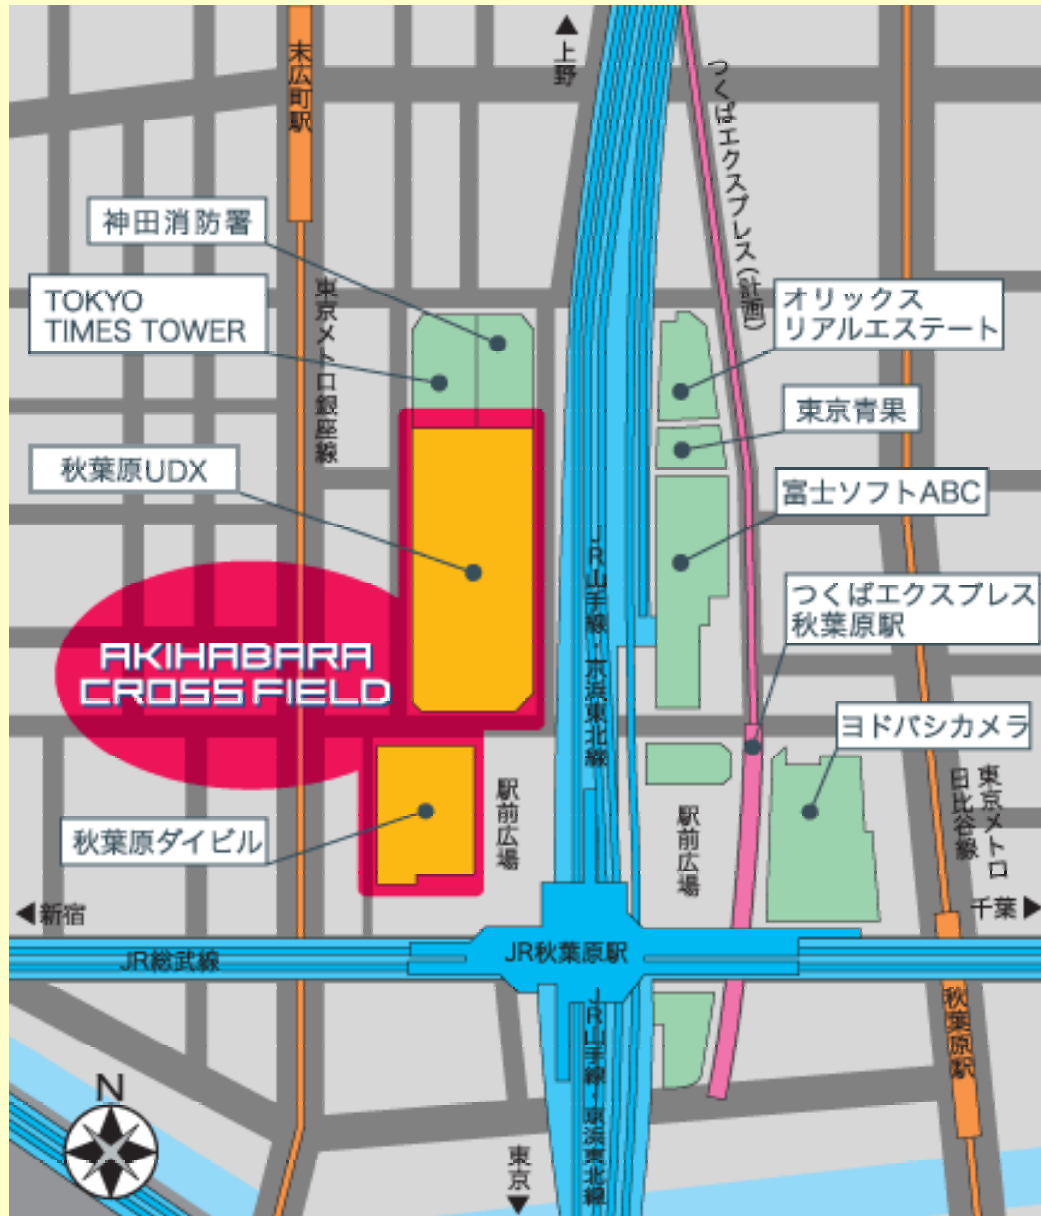 ▲上野
末広町駅
つくばエクスプレス(計画)
神田消防署
TOKYO
TIMES TOWER
東京メトロ銀座線
オリックス
リアルエステート
東京青果
秋葉原UDX
富士ソフトABC
JR山手線・京浜東北線
つくばエクスプレス
秋葉原駅
AKIHABARA
CROSS FIELD
ヨドバシカメラ
東京メトロ
日比谷線
駅前広場
駅前広場
秋葉原ダイビル
◀新宿
千葉▶
JR総武線
JR秋葉原駅
JR山手線・京浜東北線
秋葉原駅
N
東京▼